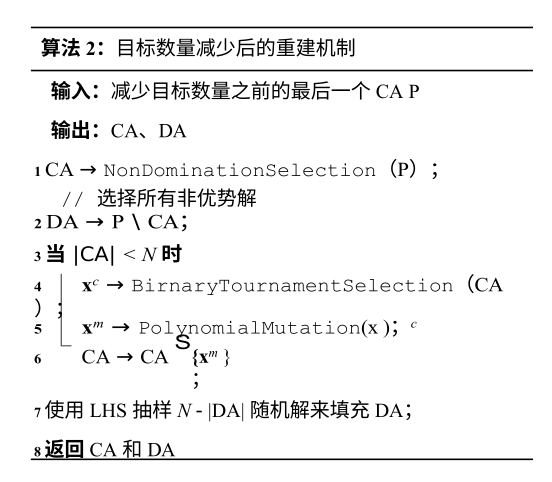 算法 2：目标数量减少后的重建机制
输入：减少目标数量之前的最后一个 CA P
输出：CA、DA
1 CA → NonDominationSelection（P）；
// 选择所有非优势解
2 DA → P \ CA；
3 当 |CA| < N 时
4 xᶜ → BirnaryTournamentSelection（CA
）；
5 xᵐ → PolynomialMutation(x )； ᶜ
6 CA → CA S {xᵐ }
；
7 使用 LHS 抽样 N - |DA| 随机解来填充 DA；
8 返回 CA 和 DA